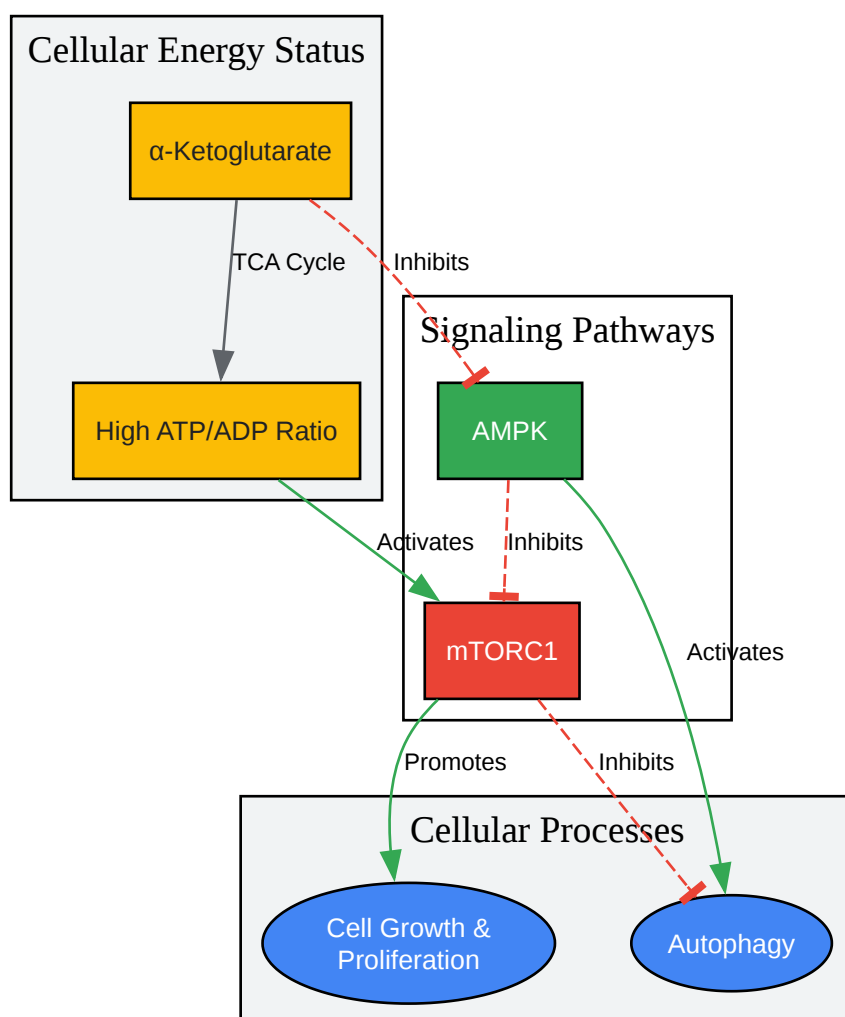 Cellular Energy Status
α-Ketoglutarate
TCA Cycle
Inhibits
Signaling Pathways
High ATP/ADP Ratio
AMPK
Activates
Inhibits
mTORC1
Activates
Promotes
Inhibits
Cellular Processes
Cell Growth &
Proliferation
Autophagy